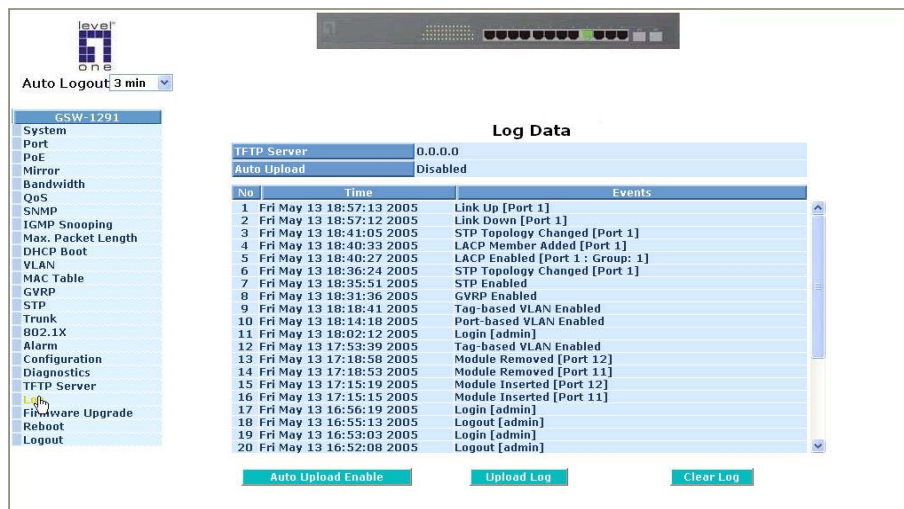 level
one
Auto Logout 3 min
GSW-1291
System
Port
PoE
Mirror
Bandwidth
QoS
SNMP
IGMP Snooping
Max. Packet Length
DHCP Boot
VLAN
MAC Table
GVRP
STP
Trunk
802.1X
Alarm
Configuration
Diagnostics
TFTP Server
Firmware Upgrade
Reboot
Logout
Log Data
TFTP Server 0.0.0.0
Auto Upload Disabled
No Time Events
1 Fri May 13 18:57:13 2005 Link Up [Port 1]
2 Fri May 13 18:57:12 2005 Link Down [Port 1]
3 Fri May 13 18:41:05 2005 STP Topology Changed [Port 1]
4 Fri May 13 18:40:33 2005 LACP Member Added [Port 1]
5 Fri May 13 18:40:27 2005 LACP Enabled [Port 1 : Group: 1]
6 Fri May 13 18:36:24 2005 STP Topology Changed [Port 1]
7 Fri May 13 18:35:51 2005 STP Enabled
8 Fri May 13 18:31:36 2005 GVRP Enabled
9 Fri May 13 18:18:41 2005 Tag-based VLAN Enabled
10 Fri May 13 18:14:18 2005 Port-based VLAN Enabled
11 Fri May 13 18:02:12 2005 Login [admin]
12 Fri May 13 17:53:39 2005 Tag-based VLAN Enabled
13 Fri May 13 17:18:58 2005 Module Removed [Port 12]
14 Fri May 13 17:18:53 2005 Module Removed [Port 11]
15 Fri May 13 17:15:19 2005 Module Inserted [Port 12]
16 Fri May 13 17:15:15 2005 Module Inserted [Port 11]
17 Fri May 13 16:56:19 2005 Login [admin]
18 Fri May 13 16:55:13 2005 Logout [admin]
19 Fri May 13 16:53:03 2005 Login [admin]
20 Fri May 13 16:52:08 2005 Logout [admin]
Auto Upload Enable Upload Log Clear Log